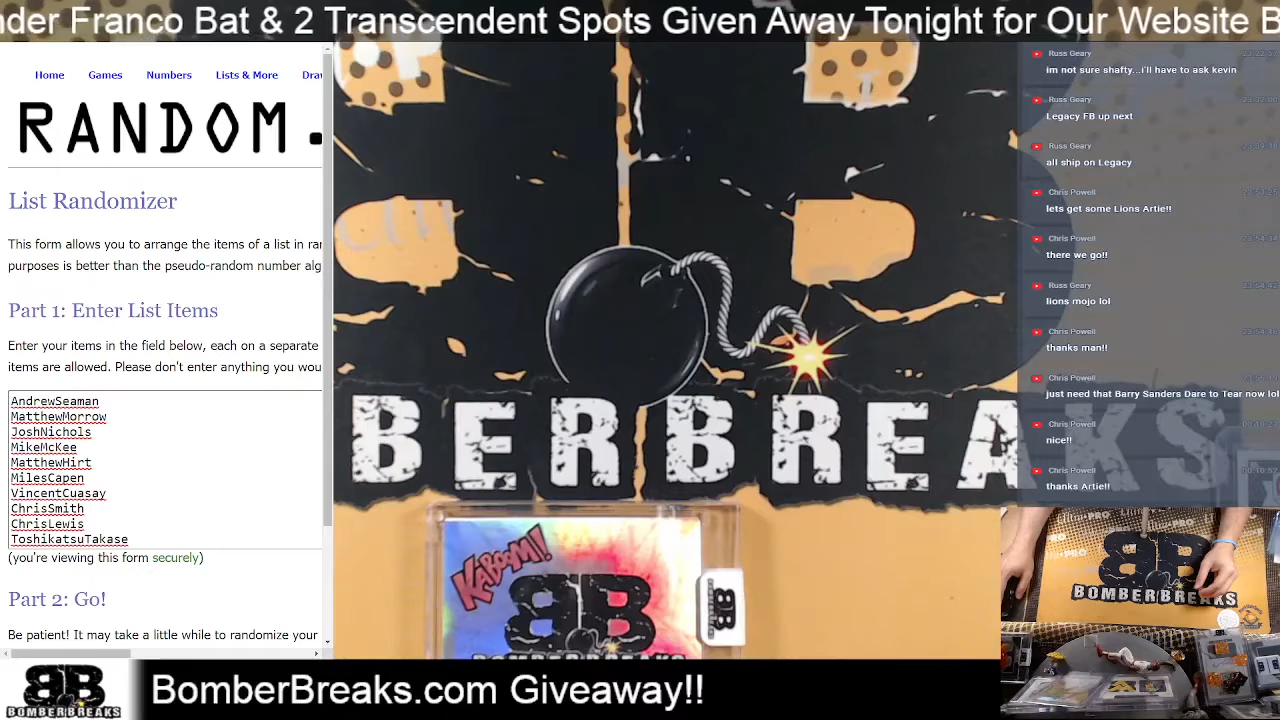 nder Franco Bat & 2 Transcendent Spots Given Away Tonight for Our Website B
Home Games Numbers Lists & More Draw
RANDOM.
List Randomizer
This form allows you to arrange the items of a list in ran
purposes is better than the pseudo-random number alg
Part 1: Enter List Items
Enter your items in the field below, each on a separate
items are allowed. Please don't enter anything you wou
AndrewSeaman
MatthewMorrow
JoshNichols
MikeMcKee
MatthewHirt
MilesCapen
VincentCuasay
ChrisSmith
ChrisLewis
ToshikatsuTakase
(you're viewing this form securely)
Part 2: Go!
Be patient! It may take a little while to randomize your
BERBREAKS
KABOOM!!
BB
BOMBERBREAKS
BB
Russ Geary
im not sure shafty...i'll have to ask kevin
Russ Geary
Legacy FB up next
Russ Geary
all ship on Legacy
Chris Powell
lets get some Lions Artie!!
Chris Powell
there we go!!
Russ Geary
lions mojo lol
Chris Powell
thanks man!!
Chris Powell
just need that Barry Sanders Dare to Tear now lol
Chris Powell
nice!!
Chris Powell
thanks Artie!!
BB
BOMBERBREAKS
BB
BOMBERBREAKS
BomberBreaks.com Giveaway!!